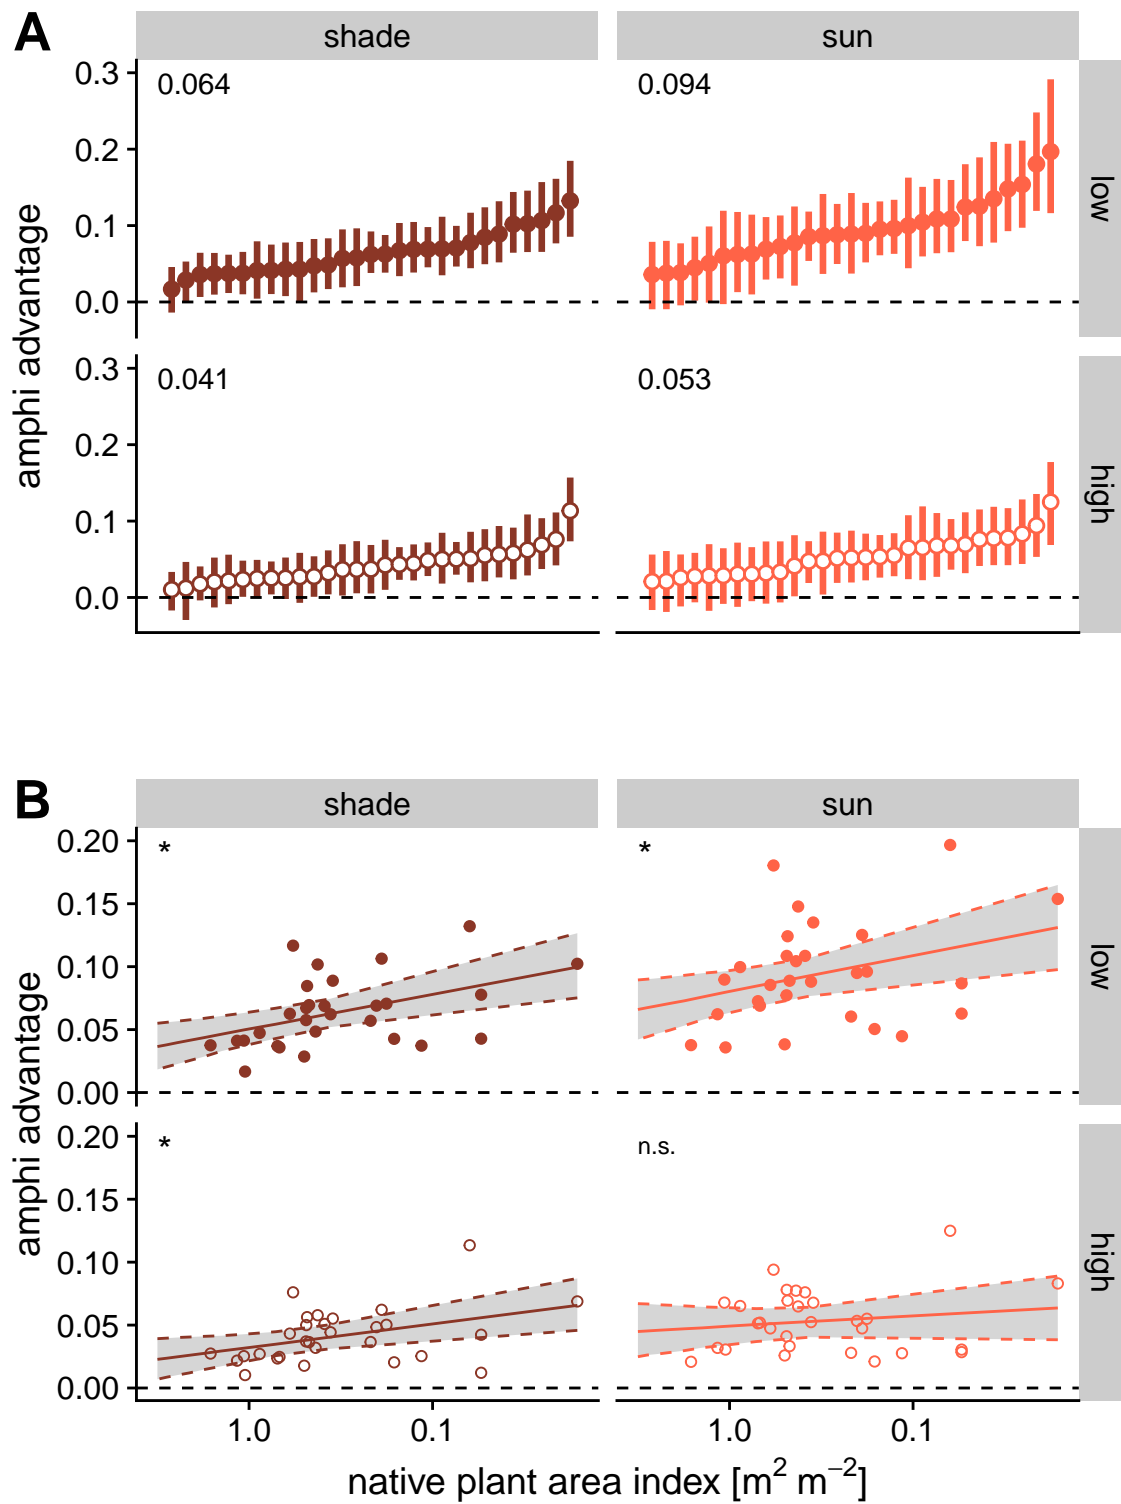 A
shade
sun
0.3
0.064
0.094
0.2
0.1
0.0
low
0.3
0.041
0.053
0.2
0.1
0.0
high
amphi advantage
B
shade
sun
0.20
*
*
0.15
0.10
0.05
0.00
low
0.20
*
n.s.
0.15
0.10
0.05
0.00
high
amphi advantage
1.0
0.1
1.0
0.1
native plant area index [m² m⁻²]